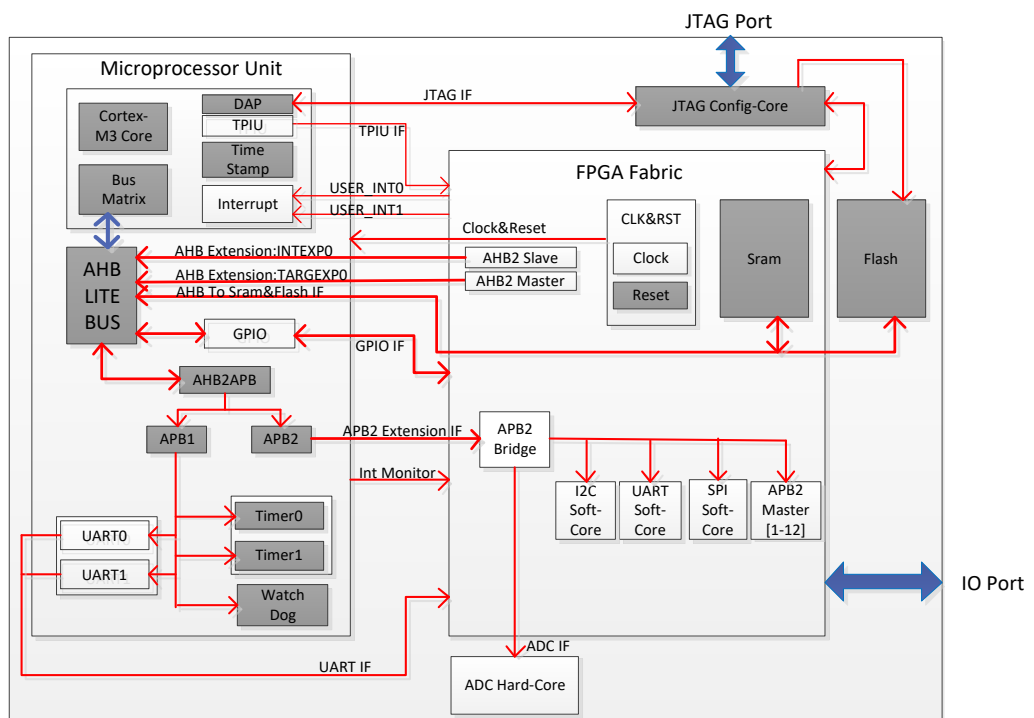 JTAG Port
Microprocessor Unit
Cortex-
M3 Core
DAP
TPIU
Time
Stamp
Bus
Matrix
Interrupt
JTAG IF
TPIU IF
JTAG Config-Core
USER_INT0
USER_INT1
FPGA Fabric
Clock&Reset
CLK&RST
Clock
Reset
Sram
Flash
AHB
LITE
BUS
AHB Extension:INTEXP0
AHB Extension:TARGEXP0
AHB To Sram&Flash IF
AHB2 Slave
AHB2 Master
GPIO
GPIO IF
AHB2APB
APB1
APB2
APB2 Extension IF
APB2
Bridge
Int Monitor
I2C
Soft-
Core
UART
Soft-
Core
SPI
Soft-
Core
APB2
Master
[1-12]
UART0
UART1
Timer0
Timer1
Watch
Dog
IO Port
UART IF
ADC IF
ADC Hard-Core